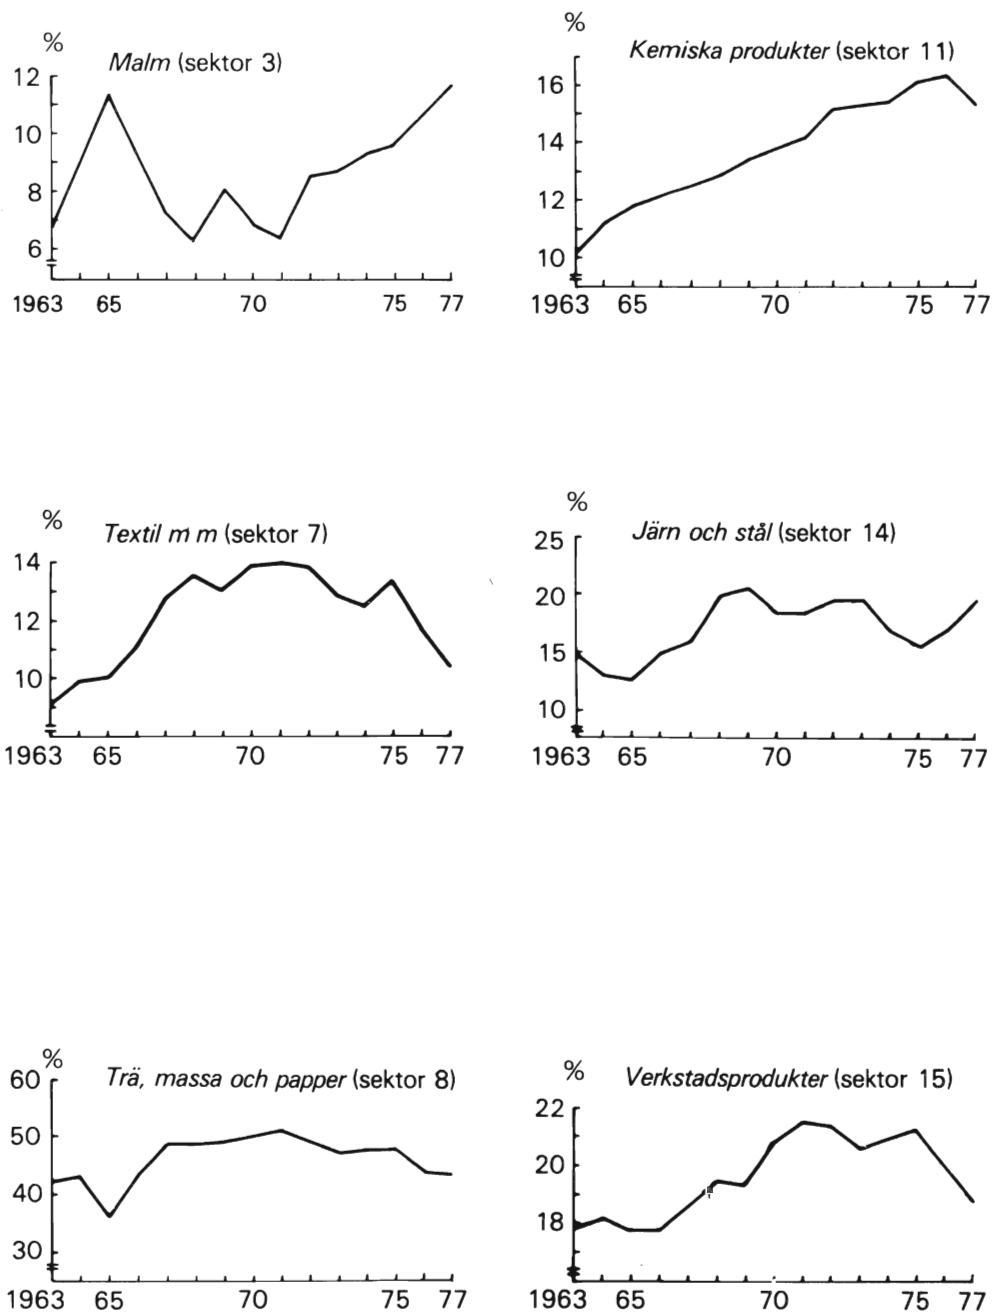 %
Malm (sektor 3)
12
10
8
6
1963 65 70 75 77
%
Kemiska produkter (sektor 11)
16
14
12
10
1963 65 70 75 77
%
Textil m m (sektor 7)
14
12
10
1963 65 70 75 77
%
Järn och stål (sektor 14)
25
20
15
10
1963 65 70 75 77
%
Trä, massa och papper (sektor 8)
60
50
40
30
1963 65 70 75 77
%
Verkstadsprodukter (sektor 15)
22
20
18
1963 65 70 75 77